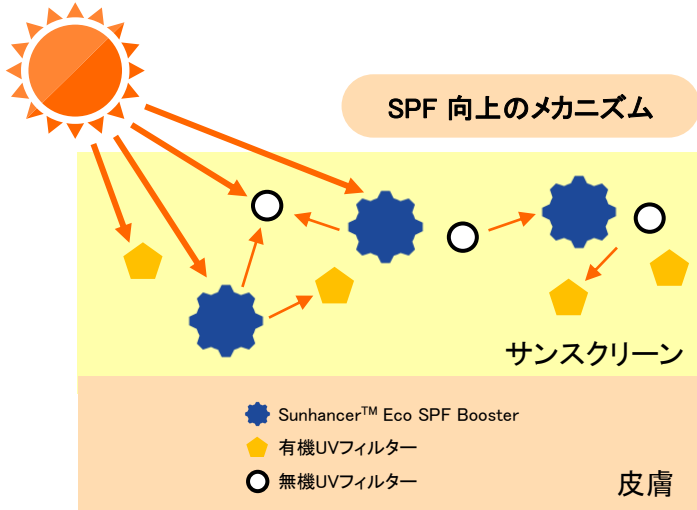 SPF 向上のメカニズム
サンスクリーン
Sunhancer™ Eco SPF Booster
有機UVフィルター
無機UVフィルター
皮膚